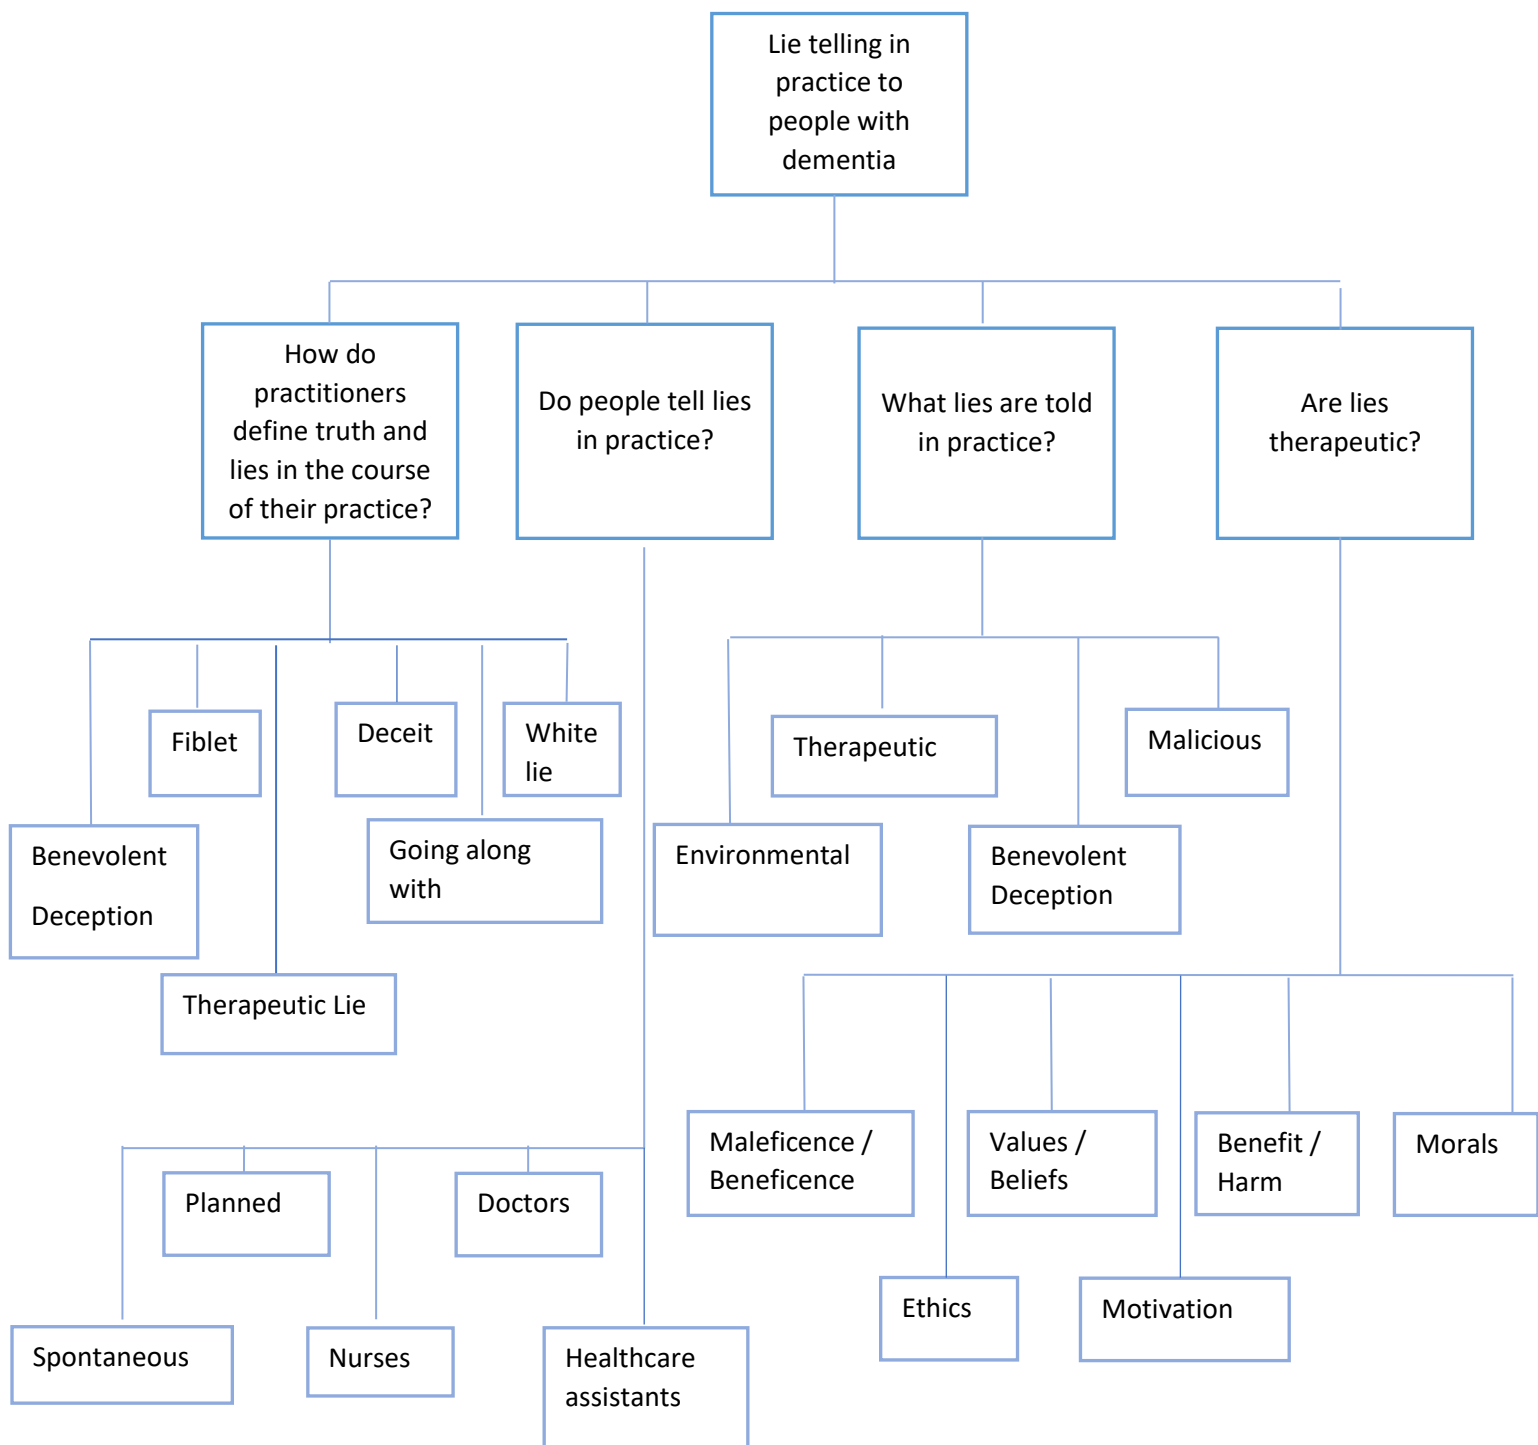 Lie telling in
practice to
people with
dementia
How do
practitioners
define truth and
lies in the course
of their practice?
Do people tell lies
in practice?
What lies are told
in practice?
Are lies
therapeutic?
Fiblet
Deceit
White
lie
Benevolent
Deception
Going along
with
Therapeutic Lie
Therapeutic
Malicious
Environmental
Benevolent
Deception
Planned
Doctors
Spontaneous
Nurses
Healthcare
assistants
Maleficence /
Beneficence
Values /
Beliefs
Benefit /
Harm
Morals
Ethics
Motivation